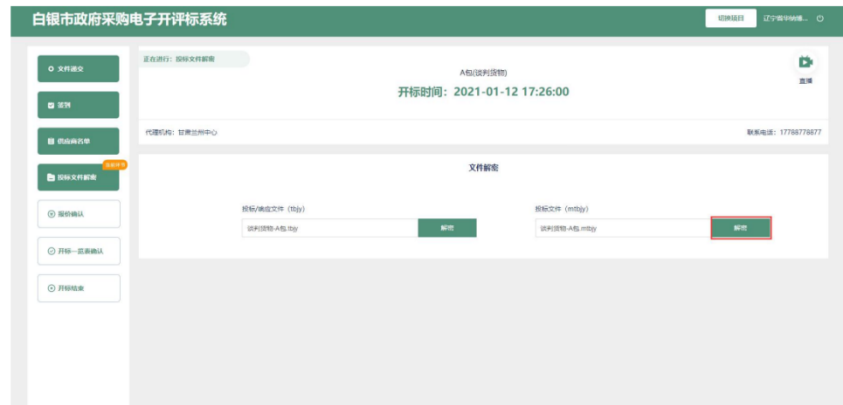 白银市政府采购电子开评标系统
切换项目
文件递交
正在进行：投标文件解密
A包(谈判货物)
直播
开标时间：2021-01-12 17:26:00
签到
代理机构：甘肃兰州中心
联系电话：17788778877
供应商名单
投标文件解密
文件解密
报价确认
投标/响应文件（tbjy）
投标文件（mtbjy）
谈判货物-A包.tbjy
解密
谈判货物-A包.mtbjy
解密
开标一览表确认
开标结束